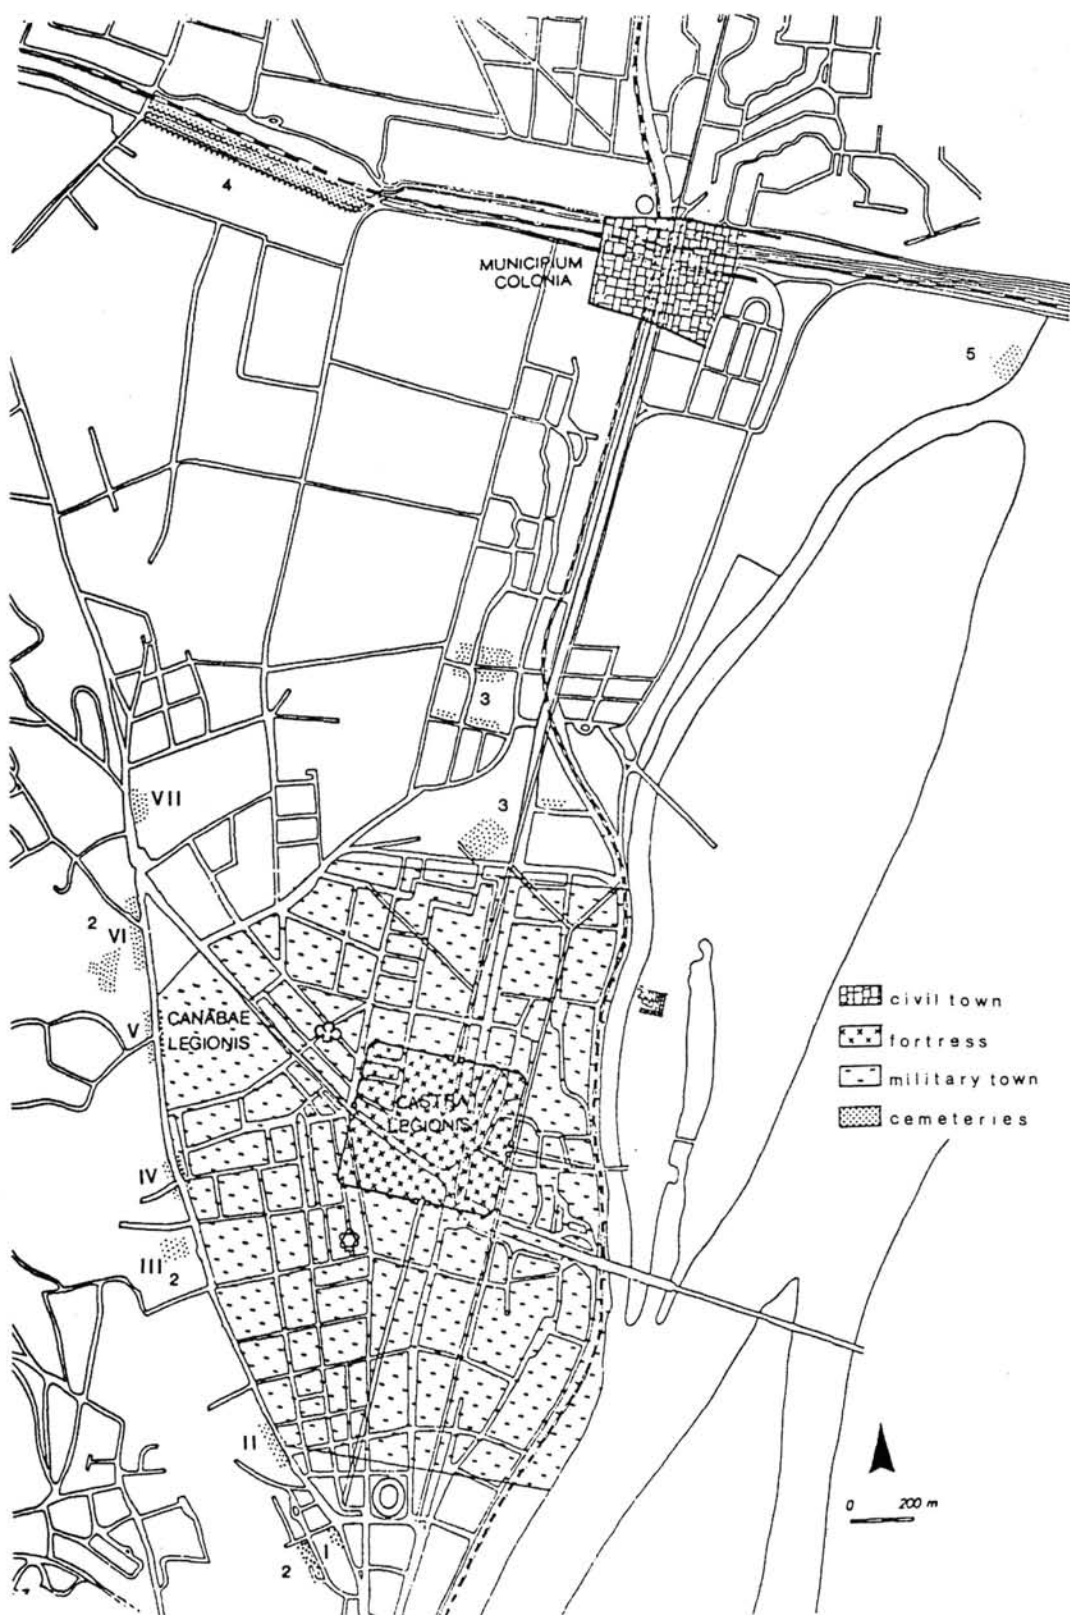 4
MUNICIPIUM
COLONIA
5
3
3
VII
2
VI
V
CANABAE
LEGIONIS
CASTRA
LEGIONIS
IV
III
2
II
I
2
civil town
fortress
military town
cemeteries
0 200 m